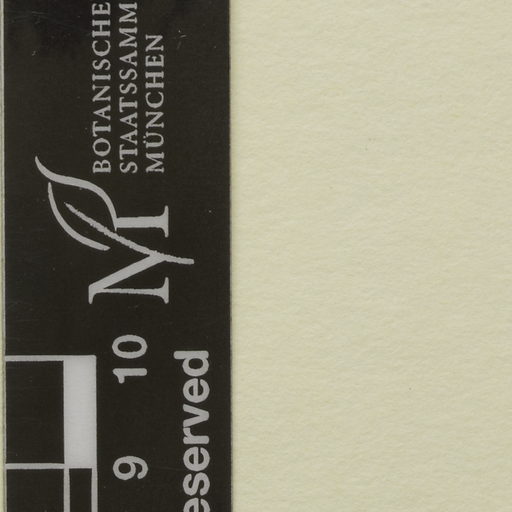 BOTANISCHE
STAATSSAMM
MÜNCHEN
M
9 10
eserved